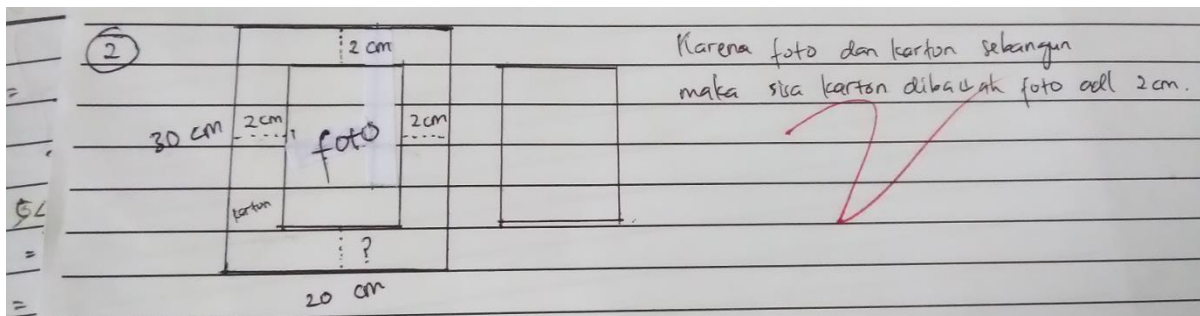 2
2 cm
Karena foto dan karton sebangun
maka sisa karton dibawah foto adl 2 cm.
30 cm
2 cm
foto
2 cm
karton
?
20 cm
=
=
=